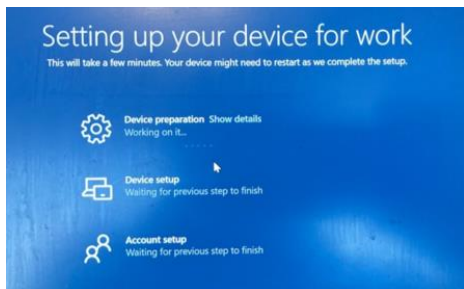 Setting up your device for work
This will take a few minutes. Your device might need to restart as we complete the setup.
Device preparation Show details
Working on it...
Device setup
Waiting for previous step to finish
Account setup
Waiting for previous step to finish